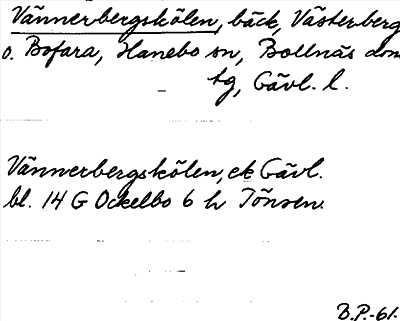 Vännerbergskölen, bäck, Västerberg
o. Bofara, Hanebo sn, Bollnäs dom
tg, Gävl. l.
Vännerbergskölen, ek Gävl.
bl. 14 G Ockelbo 6 h Tönsen.
B.P.-61.